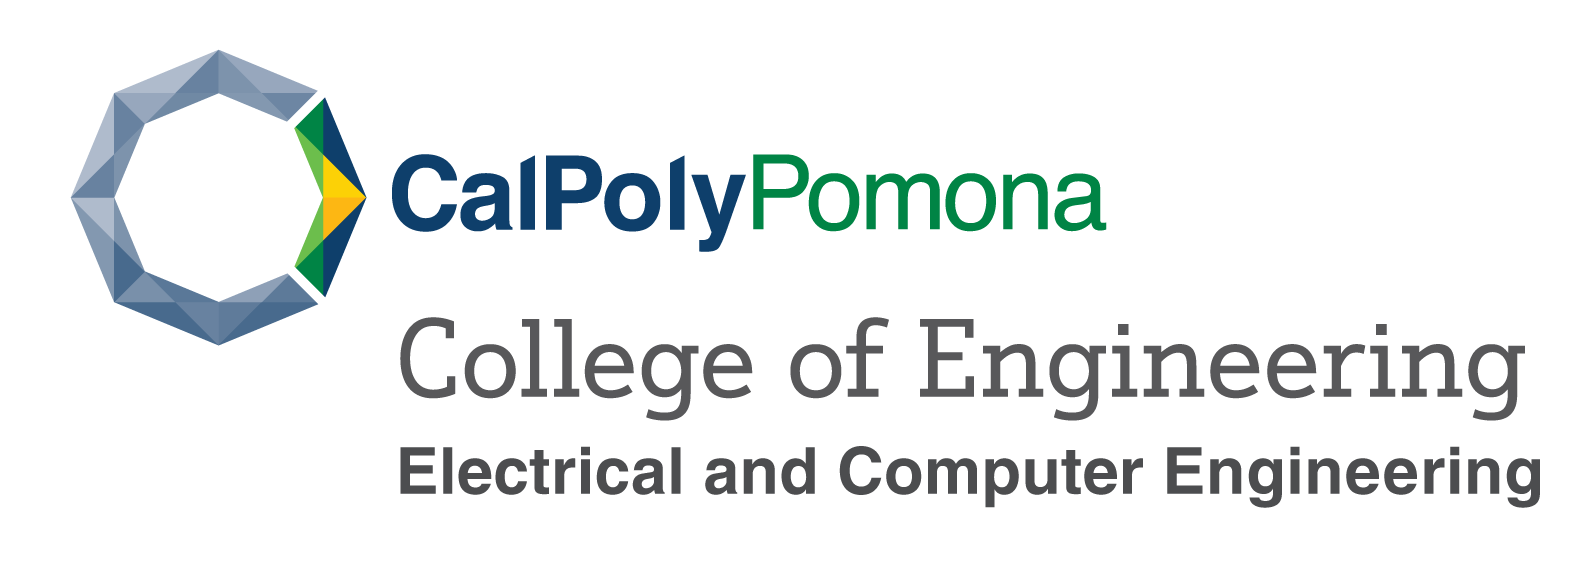 CalPolyPomona
College of Engineering
Electrical and Computer Engineering